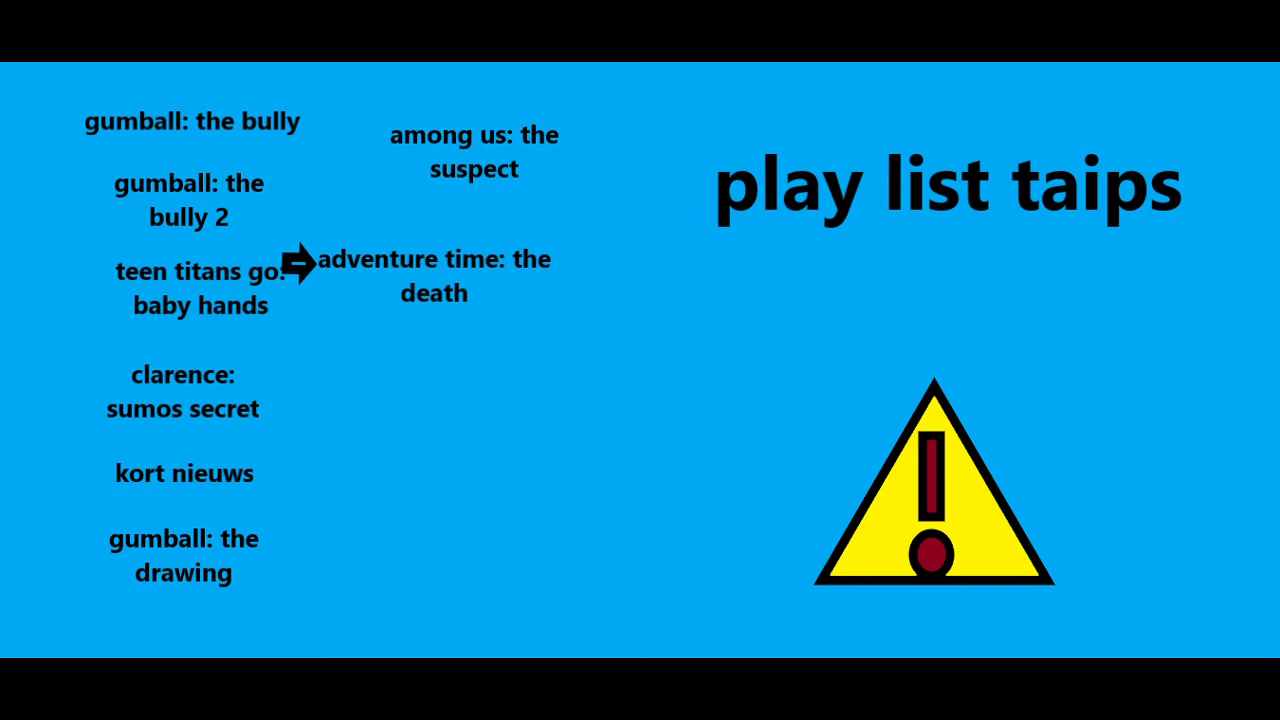 gumball: the bully
gumball: the
bully 2
teen titans go:
baby hands
clarence:
sumos secret
kort nieuws
gumball: the
drawing
among us: the
suspect
adventure time: the
death
play list taips